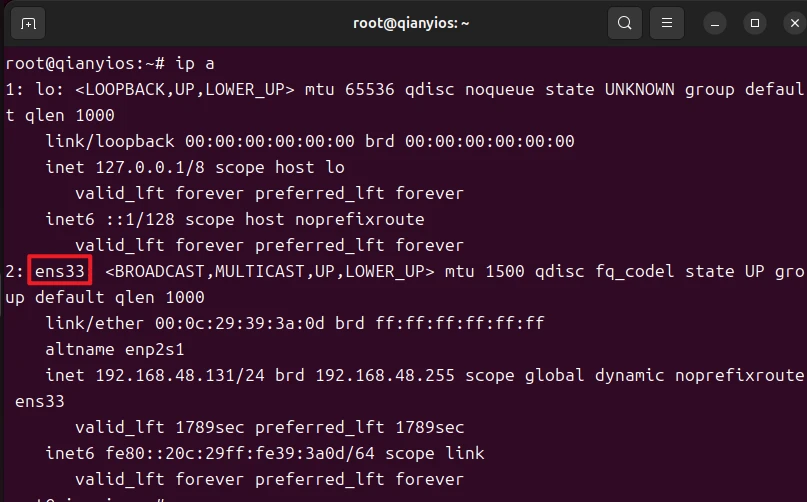 root@qianyios: ~
root@qianyios:~# ip a
1: lo: <LOOPBACK,UP,LOWER_UP> mtu 65536 qdisc noqueue state UNKNOWN group defaul
t qlen 1000
    link/loopback 00:00:00:00:00:00 brd 00:00:00:00:00:00
    inet 127.0.0.1/8 scope host lo
       valid_lft forever preferred_lft forever
    inet6 ::1/128 scope host noprefixroute
       valid_lft forever preferred_lft forever
2: ens33: <BROADCAST,MULTICAST,UP,LOWER_UP> mtu 1500 qdisc fq_codel state UP gro
up default qlen 1000
    link/ether 00:0c:29:39:3a:0d brd ff:ff:ff:ff:ff:ff
    altname enp2s1
    inet 192.168.48.131/24 brd 192.168.48.255 scope global dynamic noprefixroute
 ens33
       valid_lft 1789sec preferred_lft 1789sec
    inet6 fe80::20c:29ff:fe39:3a0d/64 scope link
       valid_lft forever preferred_lft forever